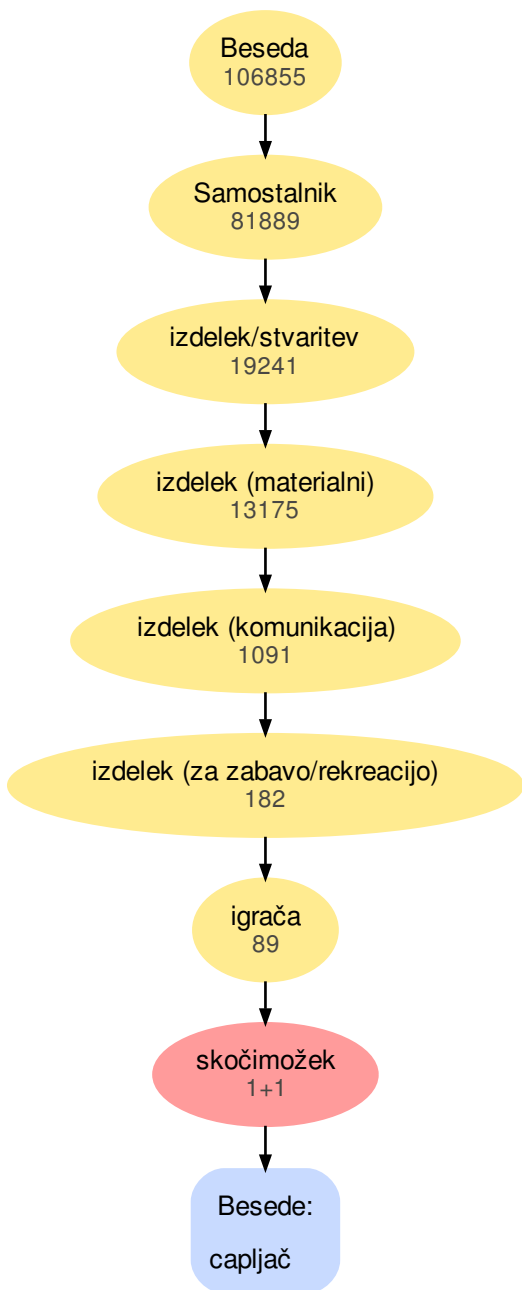 Beseda
106855
Samostalnik
81889
izdelek/stvaritev
19241
izdelek (materialni)
13175
izdelek (komunikacija)
1091
izdelek (za zabavo/rekreacijo)
182
igrača
89
skočimožek
1+1
Besede:
capljač